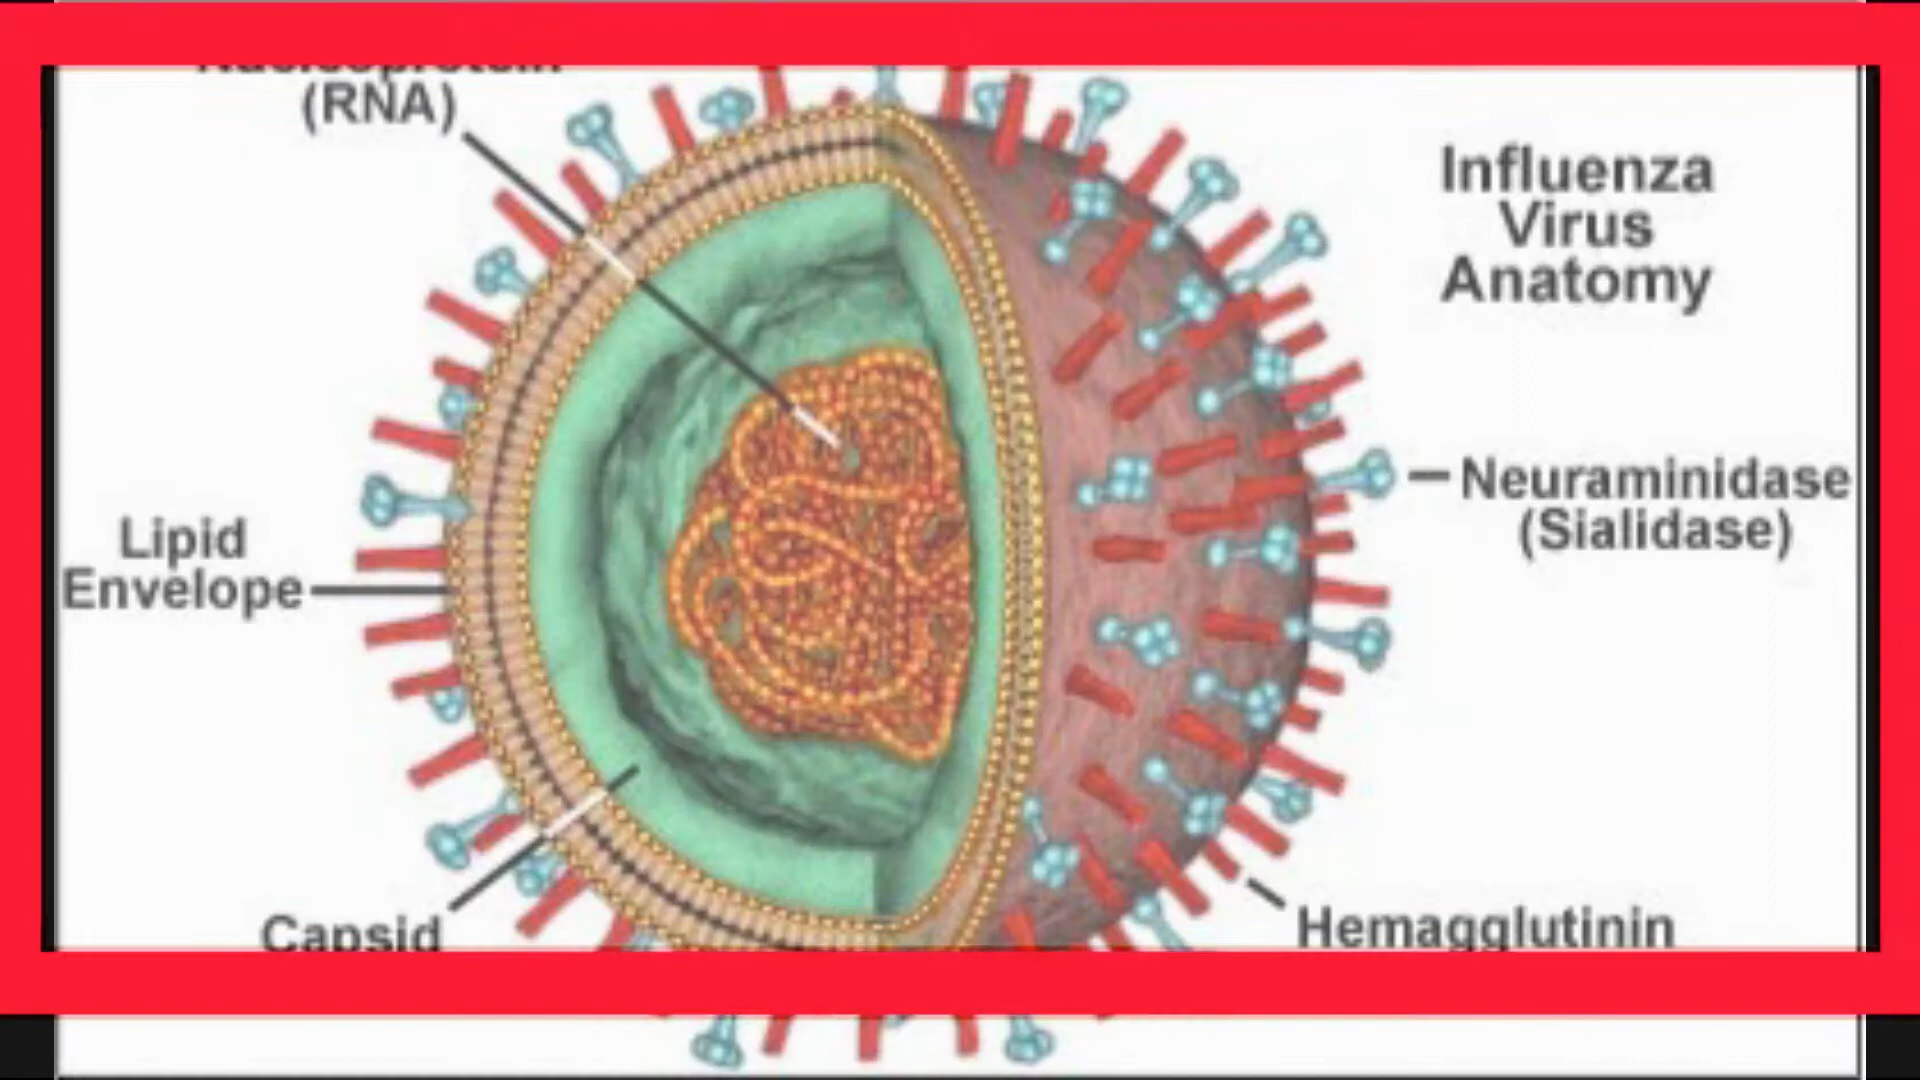 (RNA)
Influenza
Virus
Anatomy
Neuraminidase
(Sialidase)
Lipid
Envelope
Capsid
Hemagglutinin